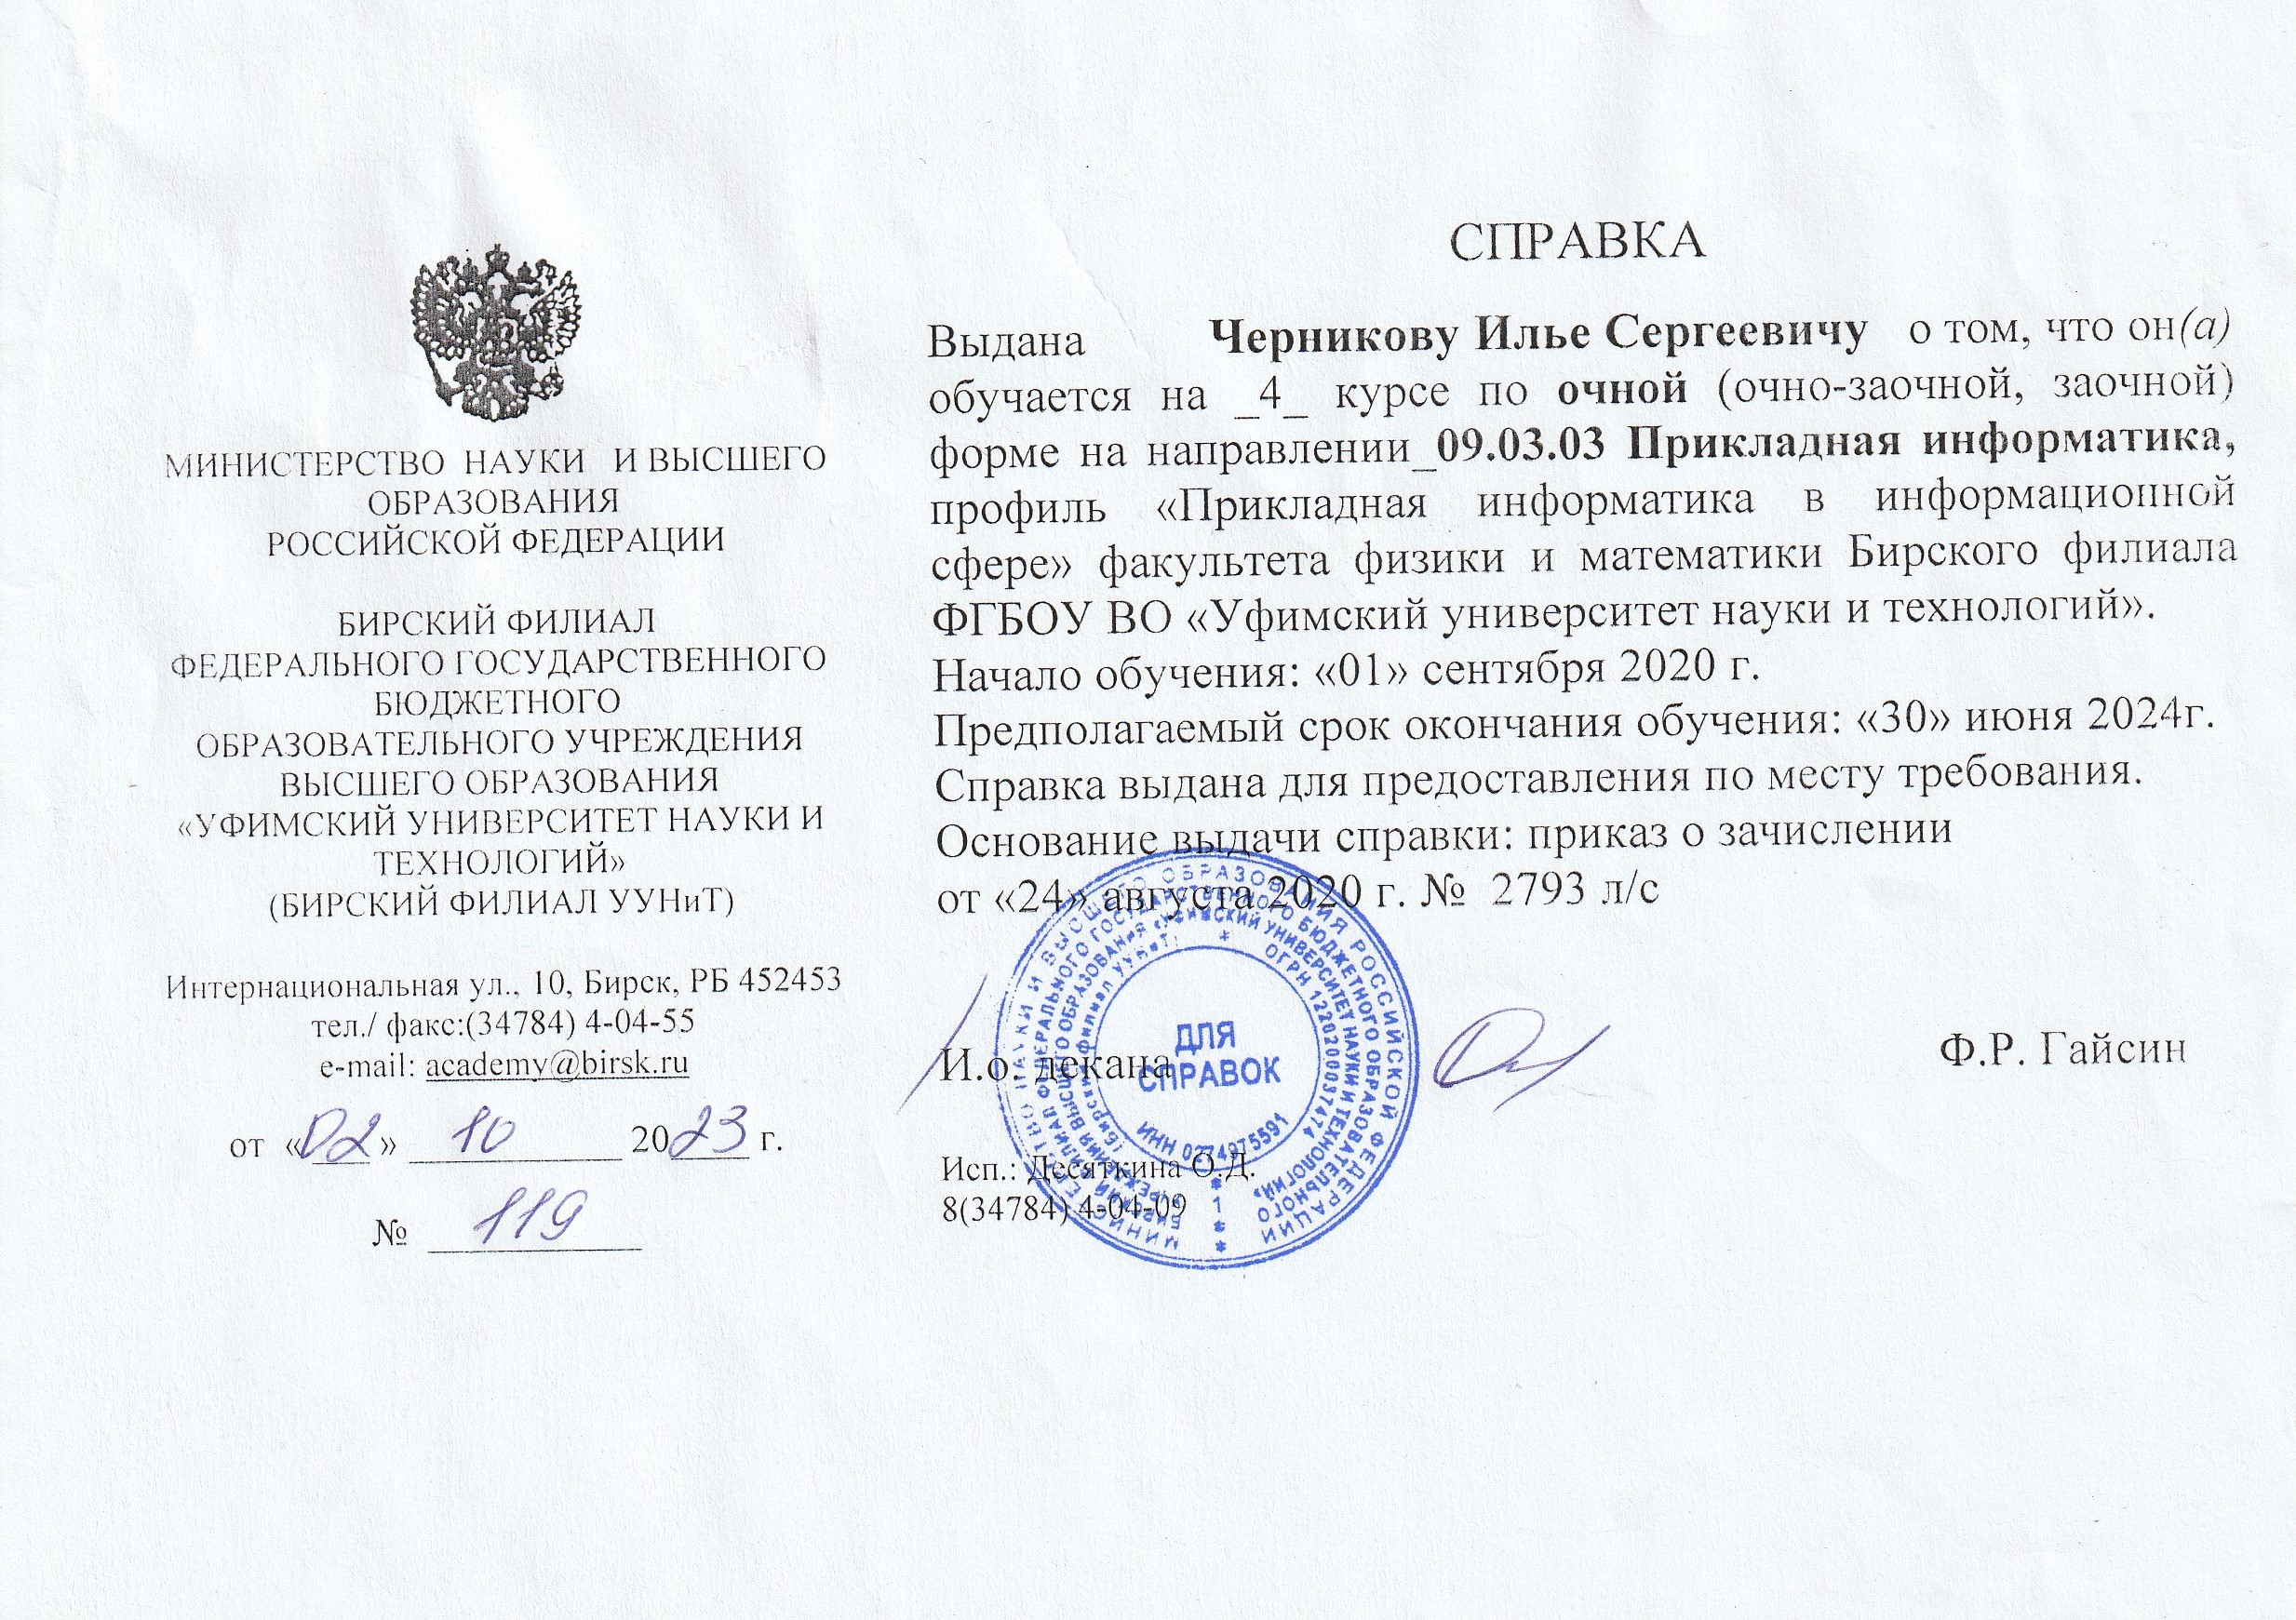 МИНИСТЕРСТВО НАУКИ И ВЫСШЕГО
ОБРАЗОВАНИЯ
РОССИЙСКОЙ ФЕДЕРАЦИИ
БИРСКИЙ ФИЛИАЛ
ФЕДЕРАЛЬНОГО ГОСУДАРСТВЕННОГО
БЮДЖЕТНОГО
ОБРАЗОВАТЕЛЬНОГО УЧРЕЖДЕНИЯ
ВЫСШЕГО ОБРАЗОВАНИЯ
«УФИМСКИЙ УНИВЕРСИТЕТ НАУКИ И
ТЕХНОЛОГИЙ»
(БИРСКИЙ ФИЛИАЛ УУНиТ)
Интернациональная ул., 10, Бирск, РБ 452453
тел./ факс:(34784) 4-04-55
e-mail: academy@birsk.ru
от «02» 10 2023 г.
№ 119
СПРАВКА
Выдана Черникову Илье Сергеевичу о том, что он(а)
обучается на _4_ курсе по очной (очно-заочной, заочной)
форме на направлении_09.03.03 Прикладная информатика,
профиль «Прикладная информатика в информационной
сфере» факультета физики и математики Бирского филиала
ФГБОУ ВО «Уфимский университет науки и технологий».
Начало обучения: «01» сентября 2020 г.
Предполагаемый срок окончания обучения: «30» июня 2024г.
Справка выдана для предоставления по месту требования.
Основание выдачи справки: приказ о зачислении
от «24» августа 2020 г. № 2793 л/с
И.о. декана Ф.Р. Гайсин
Исп.: Десяткина О.Д.
8(34784) 4-04-09
МИНИСТЕРСТВО НАУКИ И ВЫСШЕГО ОБРАЗОВАНИЯ РОССИЙСКОЙ ФЕДЕРАЦИИ
БИРСКИЙ ФИЛИАЛ ФЕДЕРАЛЬНОГО ГОСУДАРСТВЕННОГО БЮДЖЕТНОГО ОБРАЗОВАТЕЛЬНОГО
УЧРЕЖДЕНИЯ ВЫСШЕГО ОБРАЗОВАНИЯ «УФИМСКИЙ УНИВЕРСИТЕТ НАУКИ И ТЕХНОЛОГИЙ»
(Бирский филиал УУНиТ) * ОГРН 1220200037474
ИНН 0274975591
ДЛЯ
СПРАВОК
* 1 * *